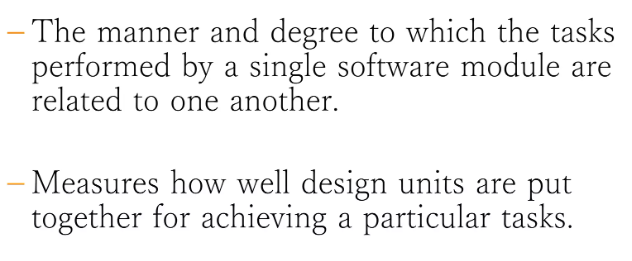 – The manner and degree to which the tasks
performed by a single software module are
related to one another.
– Measures how well design units are put
together for achieving a particular tasks.